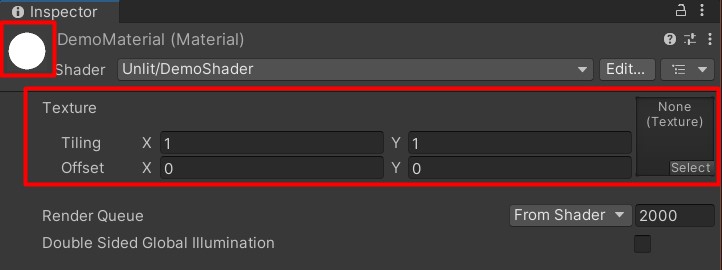 Inspector
DemoMaterial (Material)
Shader Unlit/DemoShader Edit...
Texture
None
(Texture)
Tiling X 1 Y 1
Offset X 0 Y 0
Select
Render Queue From Shader 2000
Double Sided Global Illumination